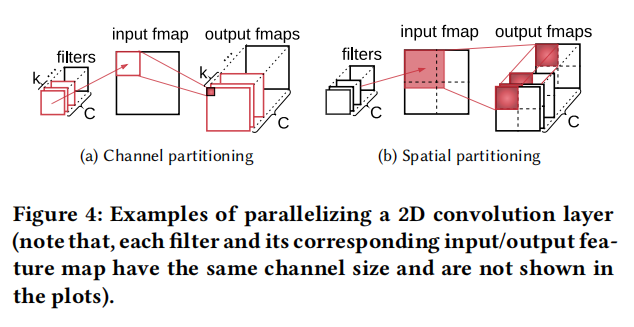 input fmap output fmaps
filters
k
k
C
C
(a) Channel partitioning
input fmap output fmaps
filters
C
C
(b) Spatial partitioning
Figure 4: Examples of parallelizing a 2D convolution layer
(note that, each filter and its corresponding input/output fea-
ture map have the same channel size and are not shown in
the plots).